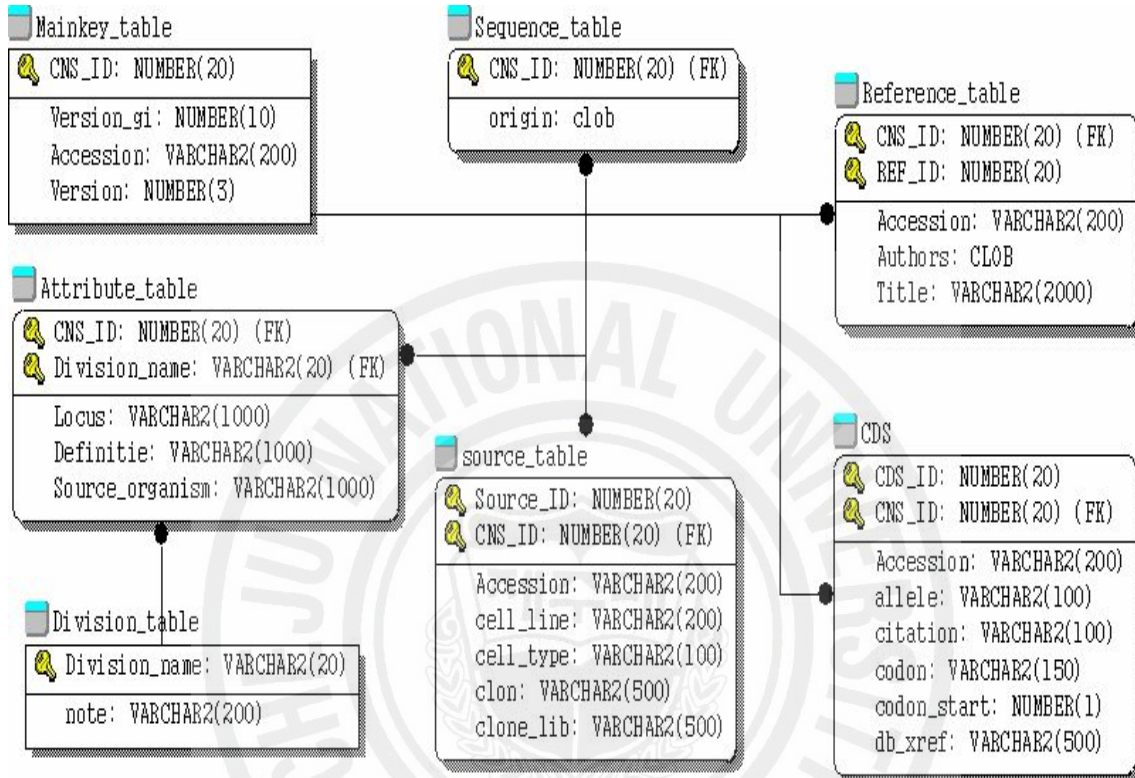 Mainkey_table
CNS_ID: NUMBER(20)
Version_gi: NUMBER(10)
Accession: VARCHAR2(200)
Version: NUMBER(3)
Sequence_table
CNS_ID: NUMBER(20) (FK)
origin: clob
Reference_table
CNS_ID: NUMBER(20) (FK)
REF_ID: NUMBER(20)
Accession: VARCHAR2(200)
Authors: CLOB
Title: VARCHAR2(2000)
Attribute_table
CNS_ID: NUMBER(20) (FK)
Division_name: VARCHAR2(20) (FK)
Locus: VARCHAR2(1000)
Definitie: VARCHAR2(1000)
Source_organism: VARCHAR2(1000)
source_table
Source_ID: NUMBER(20)
CNS_ID: NUMBER(20) (FK)
Accession: VARCHAR2(200)
cell_line: VARCHAR2(200)
cell_type: VARCHAR2(100)
clon: VARCHAR2(500)
clone_lib: VARCHAR2(500)
CDS
CDS_ID: NUMBER(20)
CNS_ID: NUMBER(20) (FK)
Accession: VARCHAR2(200)
allele: VARCHAR2(100)
citation: VARCHAR2(100)
codon: VARCHAR2(150)
codon_start: NUMBER(1)
db_xref: VARCHAR2(500)
Division_table
Division_name: VARCHAR2(20)
note: VARCHAR2(200)
NATIONAL